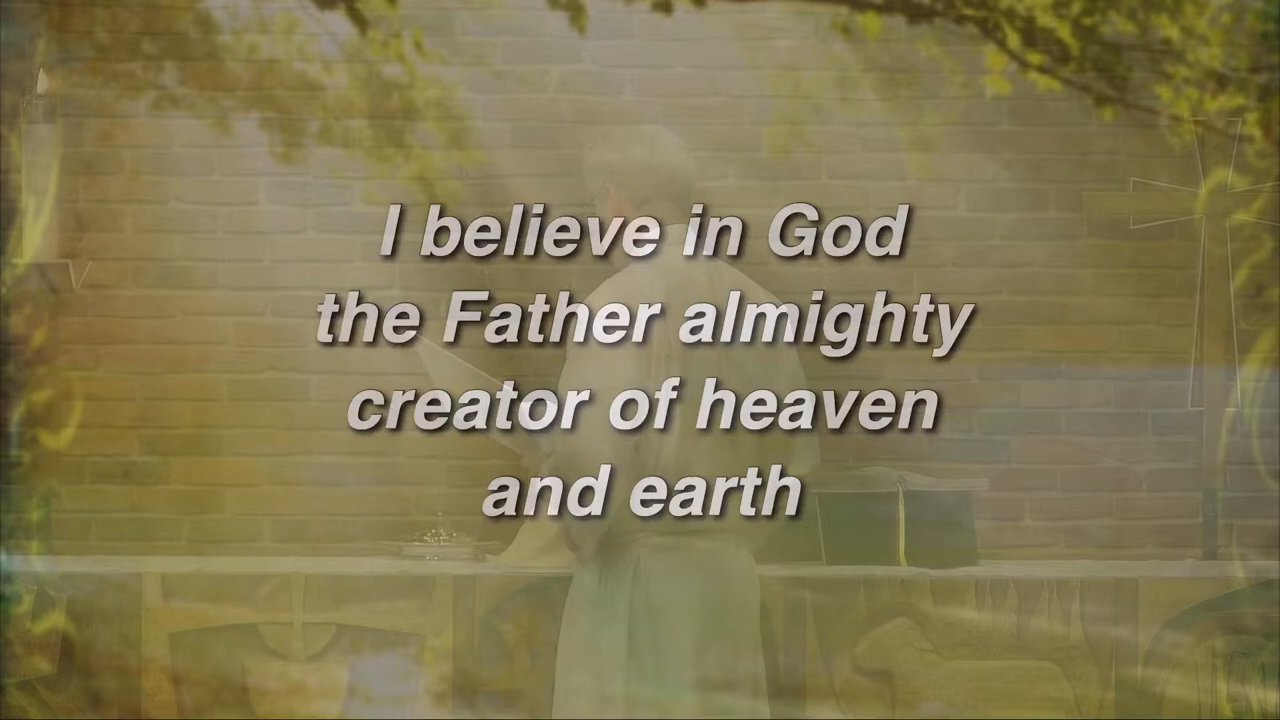 I believe in God
the Father almighty
creator of heaven
and earth